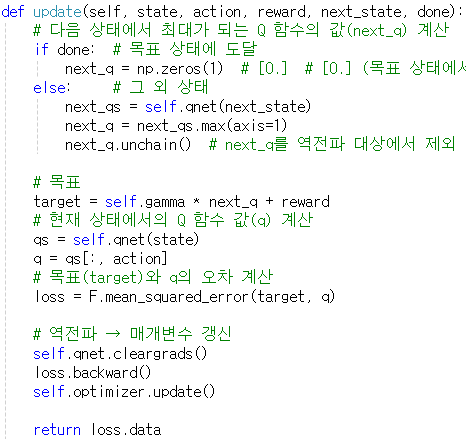 def update(self, state, action, reward, next_state, done):
    # 다음 상태에서 최대가 되는 Q 함수의 값(next_q) 계산
    if done:  # 목표 상태에 도달
        next_q = np.zeros(1)  # [0.]  # [0.] (목표 상태에서
    else:     # 그 외 상태
        next_qs = self.qnet(next_state)
        next_q = next_qs.max(axis=1)
        next_q.unchain()  # next_q를 역전파 대상에서 제외

    # 목표
    target = self.gamma * next_q + reward
    # 현재 상태에서의 Q 함수 값(q) 계산
    qs = self.qnet(state)
    q = qs[:, action]
    # 목표(target)와 q의 오차 계산
    loss = F.mean_squared_error(target, q)

    # 역전파 → 매개변수 갱신
    self.qnet.cleargrads()
    loss.backward()
    self.optimizer.update()

    return loss.data